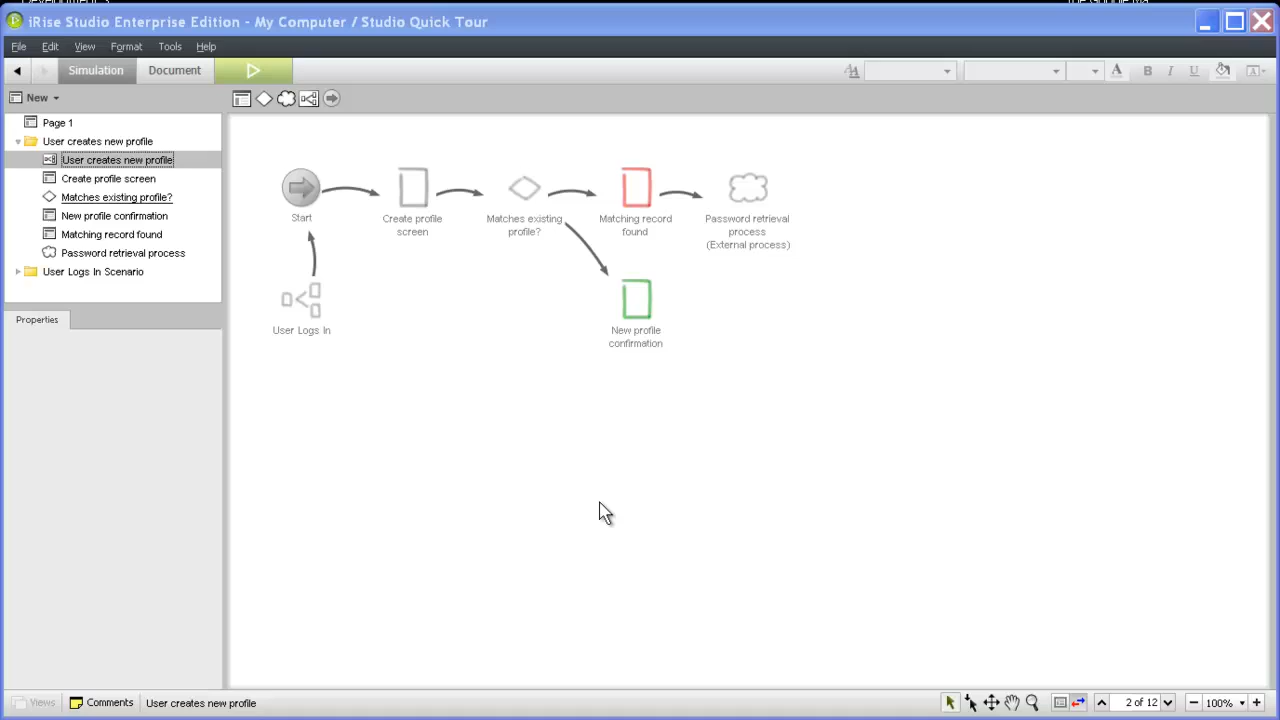 iRise Studio Enterprise Edition - My Computer / Studio Quick Tour
File Edit View Format Tools Help
Simulation Document
A B I U A
New
Page 1
User creates new profile
User creates new profile
Create profile screen
Matches existing profile?
New profile confirmation
Matching record found
Password retrieval process
User Logs In Scenario
Properties
Start
Create profile
screen
Matches existing
profile?
Matching record
found
Password retrieval
process
(External process)
User Logs In
New profile
confirmation
Views Comments User creates new profile
2 of 12 100%